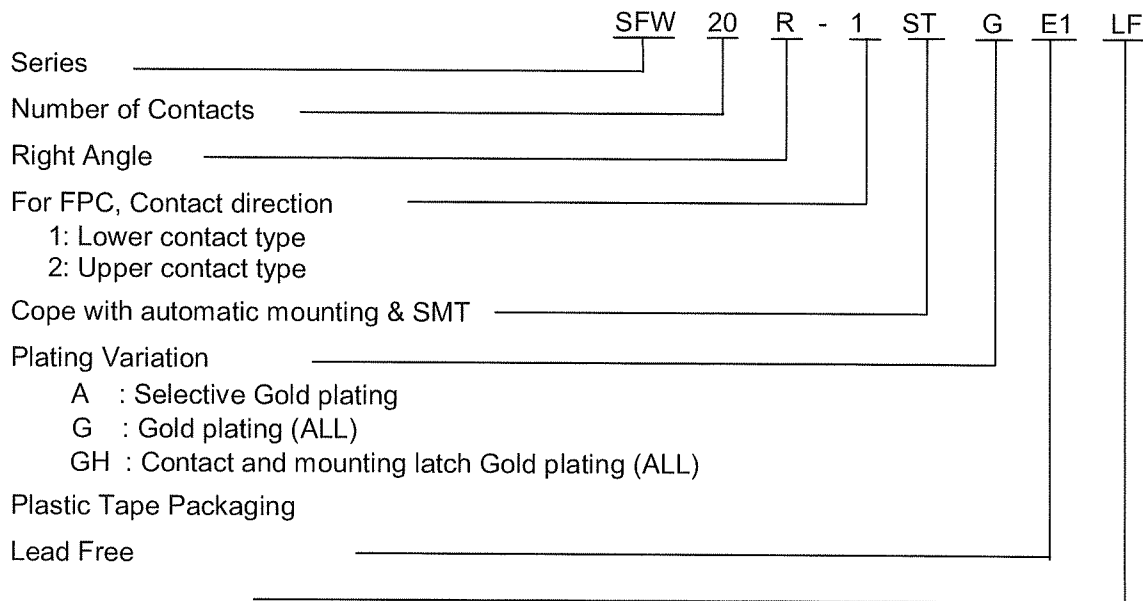 SFW 20 R - 1 ST G E1 LF
Series
Number of Contacts
Right Angle
For FPC, Contact direction
1: Lower contact type
2: Upper contact type
Cope with automatic mounting & SMT
Plating Variation
A : Selective Gold plating
G : Gold plating (ALL)
GH : Contact and mounting latch Gold plating (ALL)
Plastic Tape Packaging
Lead Free